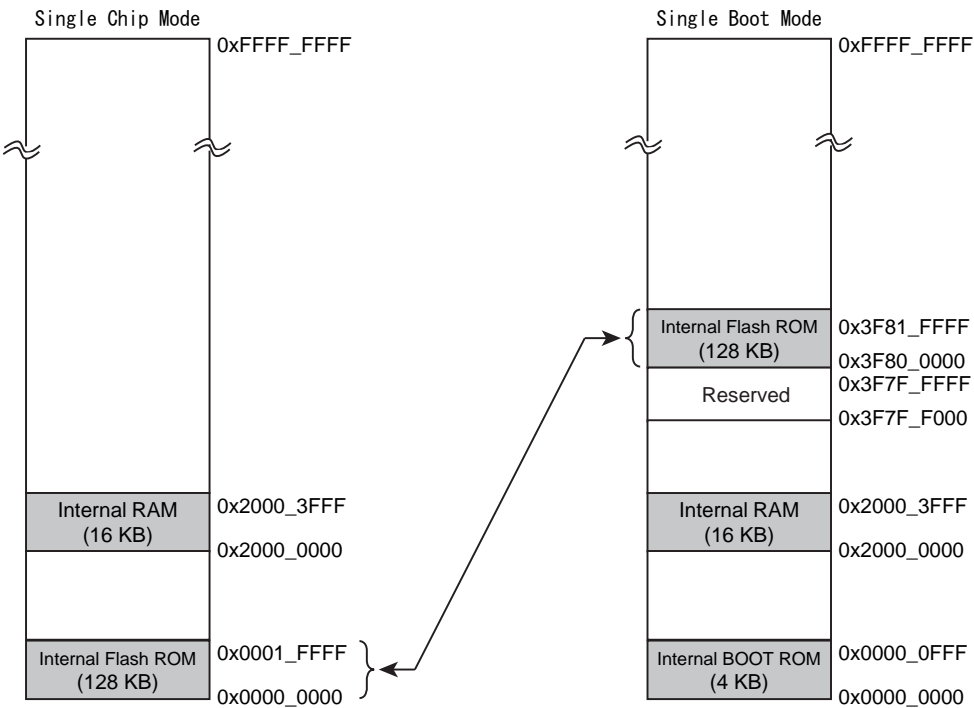 Single Chip Mode
0xFFFF_FFFF
Internal RAM
(16 KB)
0x2000_3FFF
0x2000_0000
Internal Flash ROM
(128 KB)
0x0001_FFFF
0x0000_0000
Single Boot Mode
0xFFFF_FFFF
Internal Flash ROM
(128 KB)
0x3F81_FFFF
0x3F80_0000
Reserved
0x3F7F_FFFF
0x3F7F_F000
Internal RAM
(16 KB)
0x2000_3FFF
0x2000_0000
Internal BOOT ROM
(4 KB)
0x0000_0FFF
0x0000_0000